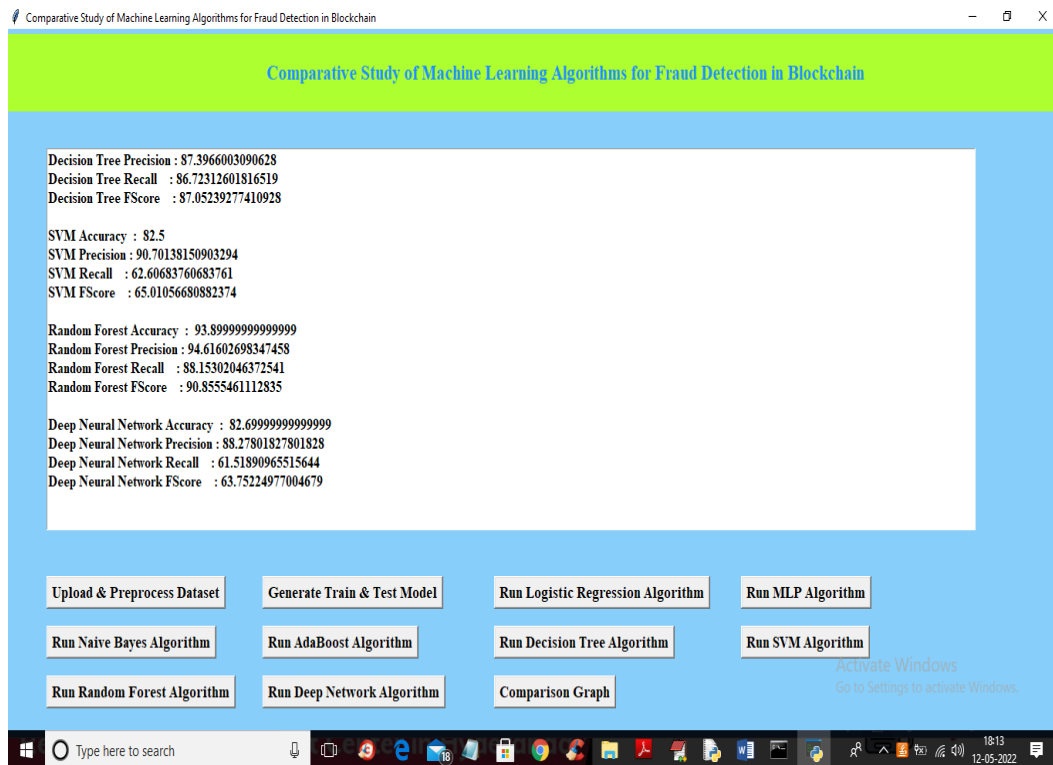 Comparative Study of Machine Learning Algorithms for Fraud Detection in Blockchain
Comparative Study of Machine Learning Algorithms for Fraud Detection in Blockchain
Decision Tree Precision : 87.3966003090628
Decision Tree Recall : 86.72312601816519
Decision Tree FScore : 87.05239277410928
SVM Accuracy : 82.5
SVM Precision : 90.70138150903294
SVM Recall : 62.60683760683761
SVM FScore : 65.01056680882374
Random Forest Accuracy : 93.89999999999999
Random Forest Precision : 94.61602698347458
Random Forest Recall : 88.15302046372541
Random Forest FScore : 90.8555461112835
Deep Neural Network Accuracy : 82.69999999999999
Deep Neural Network Precision : 88.27801827801828
Deep Neural Network Recall : 61.51890965515644
Deep Neural Network FScore : 63.75224977004679
Upload & Preprocess Dataset Generate Train & Test Model Run Logistic Regression Algorithm Run MLP Algorithm
Run Naive Bayes Algorithm Run AdaBoost Algorithm Run Decision Tree Algorithm Run SVM Algorithm
Activate Windows
Go to Settings to activate Windows.
Run Random Forest Algorithm Run Deep Network Algorithm Comparison Graph
Type here to search
18
18:13
12-05-2022